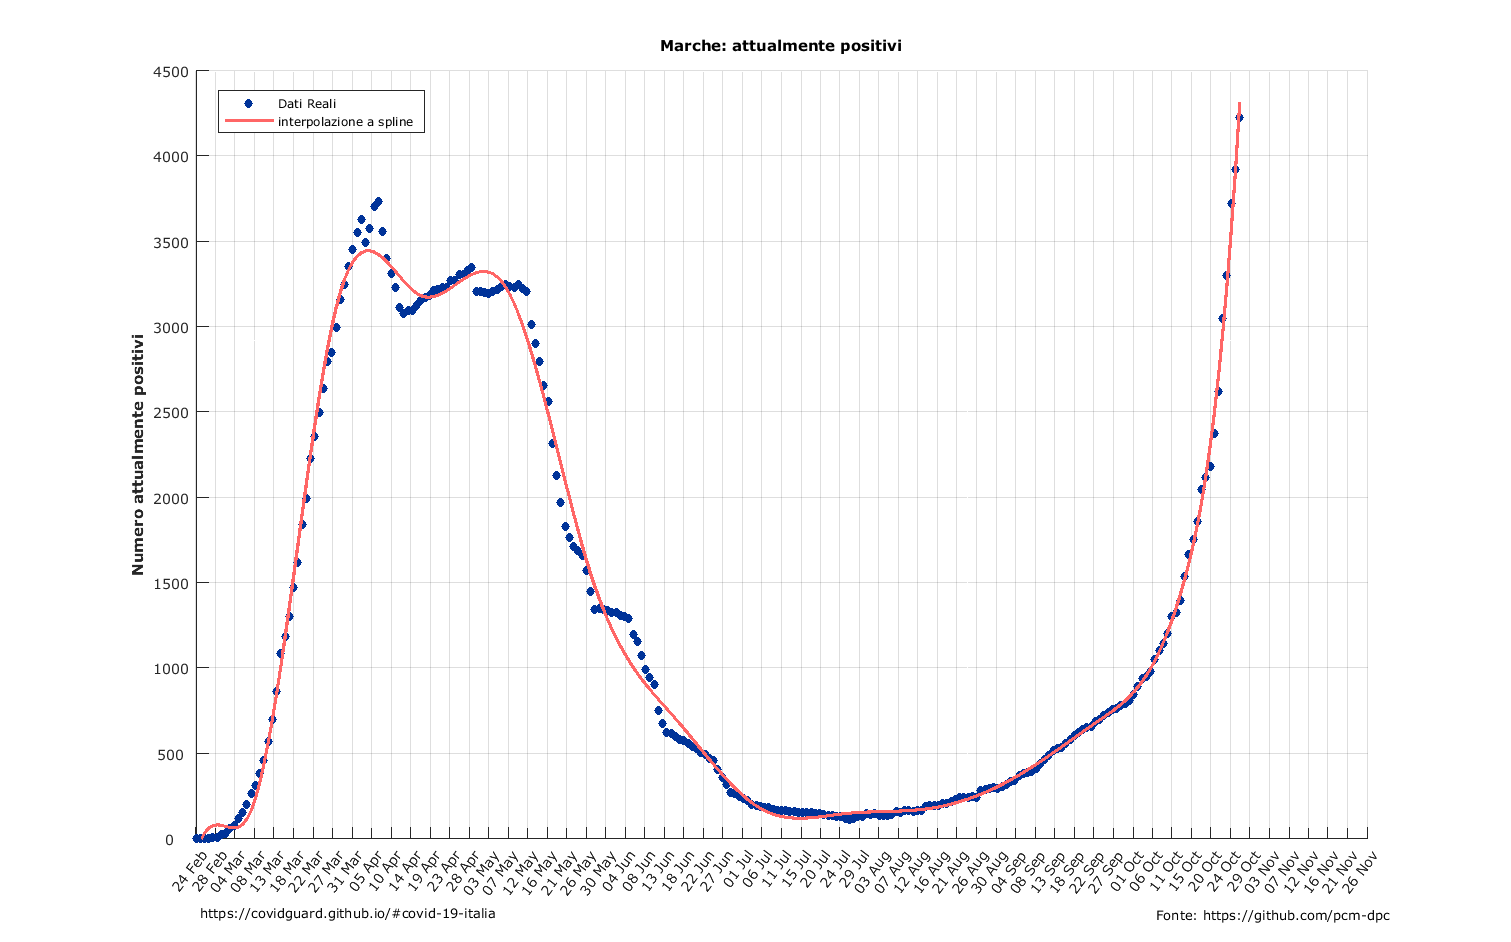 Marche: attualmente positivi
Dati Reali
interpolazione a spline
Numero attualmente positivi
4500
4000
3500
3000
2500
2000
1500
1000
500
0
24 Feb
28 Feb
04 Mar
08 Mar
13 Mar
18 Mar
22 Mar
27 Mar
31 Mar
05 Apr
10 Apr
14 Apr
19 Apr
23 Apr
28 Apr
03 May
07 May
12 May
16 May
21 May
26 May
30 May
04 Jun
08 Jun
13 Jun
18 Jun
22 Jun
27 Jun
01 Jul
06 Jul
11 Jul
15 Jul
20 Jul
24 Jul
29 Jul
03 Aug
07 Aug
12 Aug
16 Aug
21 Aug
26 Aug
30 Aug
04 Sep
08 Sep
13 Sep
18 Sep
22 Sep
27 Sep
01 Oct
06 Oct
11 Oct
15 Oct
20 Oct
24 Oct
29 Oct
03 Nov
07 Nov
12 Nov
16 Nov
21 Nov
26 Nov
https://covidguard.github.io/#covid-19-italia
Fonte: https://github.com/pcm-dpc